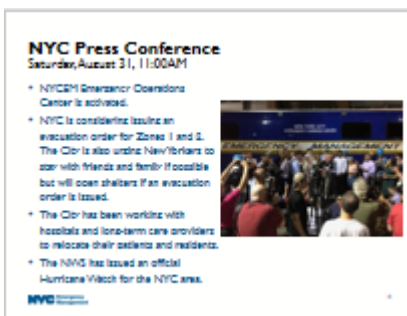 NYC Press Conference
Saturday, August 31, 11:00AM
• NYCEM Emergency Operations
Center is activated.
• NYC is considering issuing an
evacuation order for Zones 1 and 2.
The City is also urging New Yorkers to
stay with friends and family if possible
but will open shelters if an evacuation
order is issued.
• The City has been working with
hospitals and long-term care providers
to relocate their patients and residents.
• The NWS has issued an official
Hurricane Watch for the NYC area.
EMERGENCY MANAGEMENT
NYC Emergency
Management